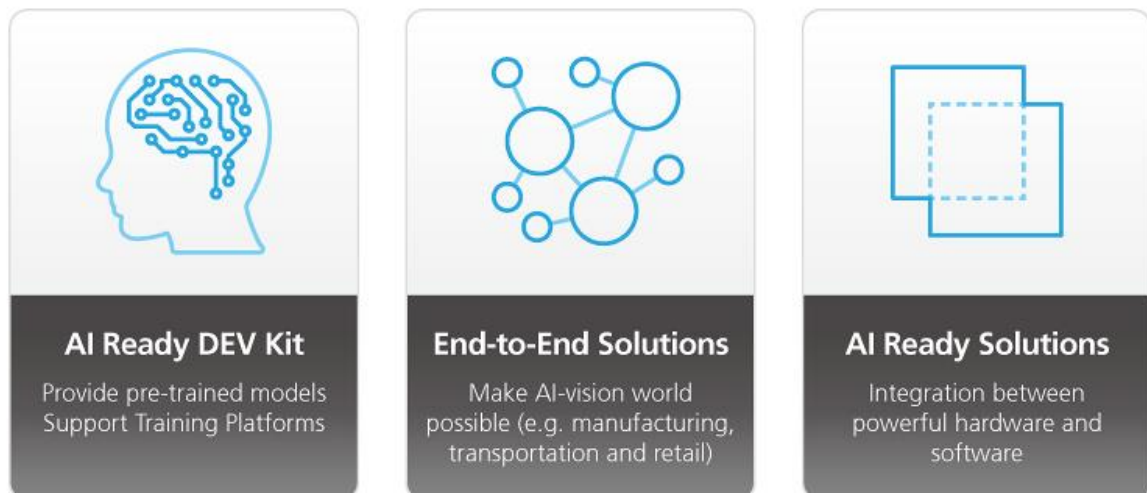 AI Ready DEV Kit
Provide pre-trained models
Support Training Platforms
End-to-End Solutions
Make AI-vision world
possible (e.g. manufacturing,
transportation and retail)
AI Ready Solutions
Integration between
powerful hardware and
software